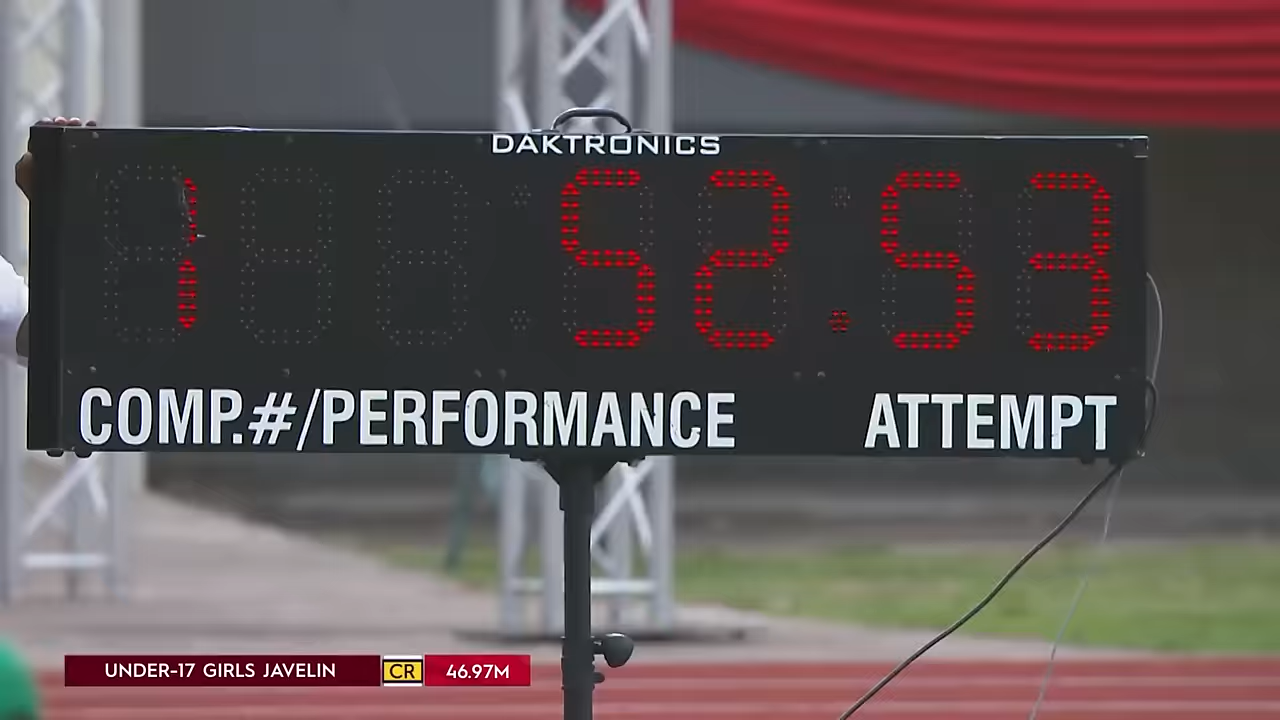 DAKTRONICS
1 52.53
COMP.#/PERFORMANCE ATTEMPT
UNDER-17 GIRLS JAVELIN CR 46.97M